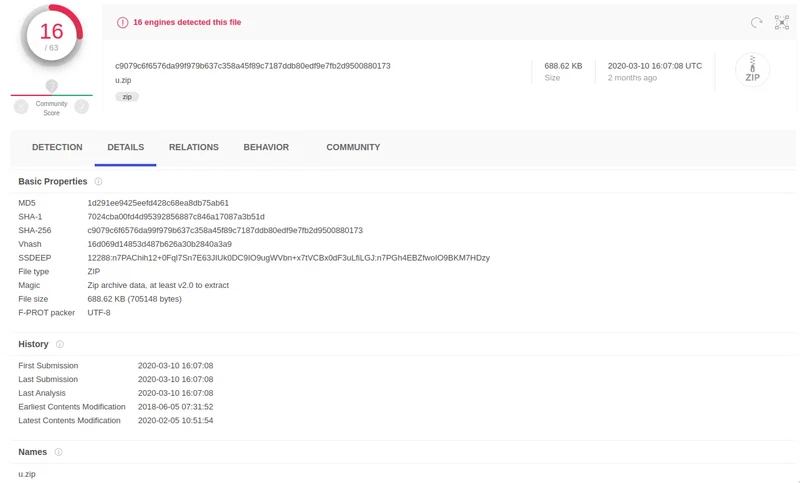 16
/ 63
Community
Score
16 engines detected this file
c9079c6f6576da99f979b637c358a45f89c7187ddb80edf9e7fb2d9500880173
u.zip
zip
688.62 KB
Size
2020-03-10 16:07:08 UTC
2 months ago
ZIP
DETECTION DETAILS RELATIONS BEHAVIOR COMMUNITY
Basic Properties
MD5 1d291ee9425eefd428c68ea8db75ab61
SHA-1 7024cba00fd4d95392856887c846a17087a3b51d
SHA-256 c9079c6f6576da99f979b637c358a45f89c7187ddb80edf9e7fb2d9500880173
Vhash 16d069d14853d487b626a30b2840a3a9
SSDEEP 12288:n7PAChih12+0Fql7Sn7E63JIUk0DC9IO9ugWVbn+x7tVCBx0dF3uLfiLGJ:n7PGh4EBZfwoIO9BKM7HDzy
File type ZIP
Magic Zip archive data, at least v2.0 to extract
File size 688.62 KB (705148 bytes)
F-PROT packer UTF-8
History
First Submission 2020-03-10 16:07:08
Last Submission 2020-03-10 16:07:08
Last Analysis 2020-03-10 16:07:08
Earliest Contents Modification 2018-06-05 07:31:52
Latest Contents Modification 2020-02-05 10:51:54
Names
u.zip